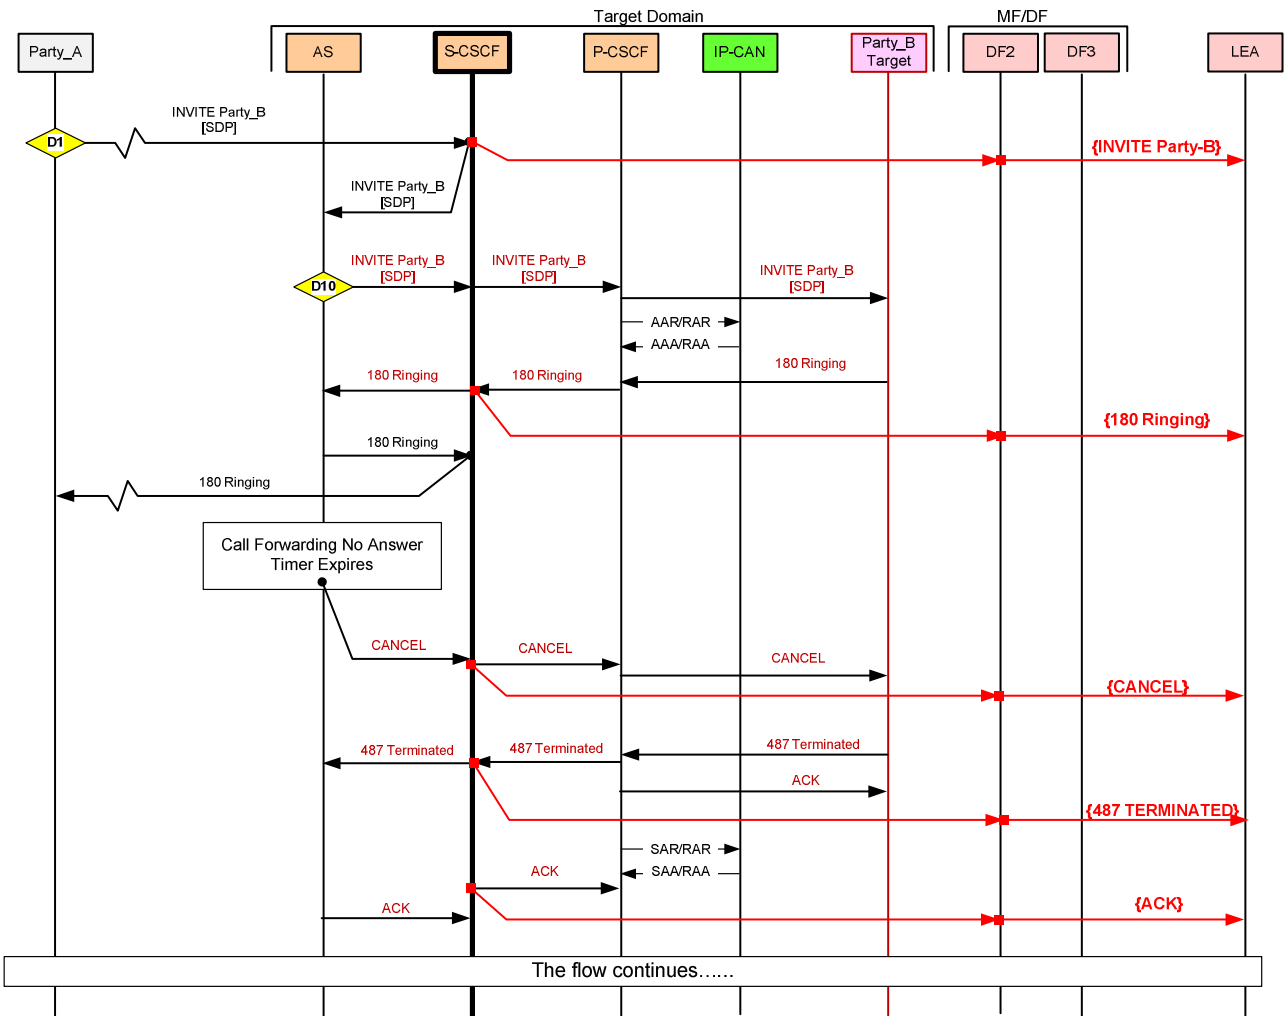 Target Domain
MF/DF
Party_A
AS
S-CSCF
P-CSCF
IP-CAN
Party_B
Target
DF2
DF3
LEA
INVITE Party_B
[SDP]
D1
{INVITE Party-B}
INVITE Party_B
[SDP]
INVITE Party_B
[SDP]
INVITE Party_B
[SDP]
INVITE Party_B
[SDP]
D10
AAR/RAR
AAA/RAA
180 Ringing
180 Ringing
180 Ringing
{180 Ringing}
180 Ringing
180 Ringing
Call Forwarding No Answer
Timer Expires
CANCEL
CANCEL
CANCEL
{CANCEL}
487 Terminated
487 Terminated
487 Terminated
ACK
{487 TERMINATED}
SAR/RAR
SAA/RAA
ACK
ACK
{ACK}
The flow continues......